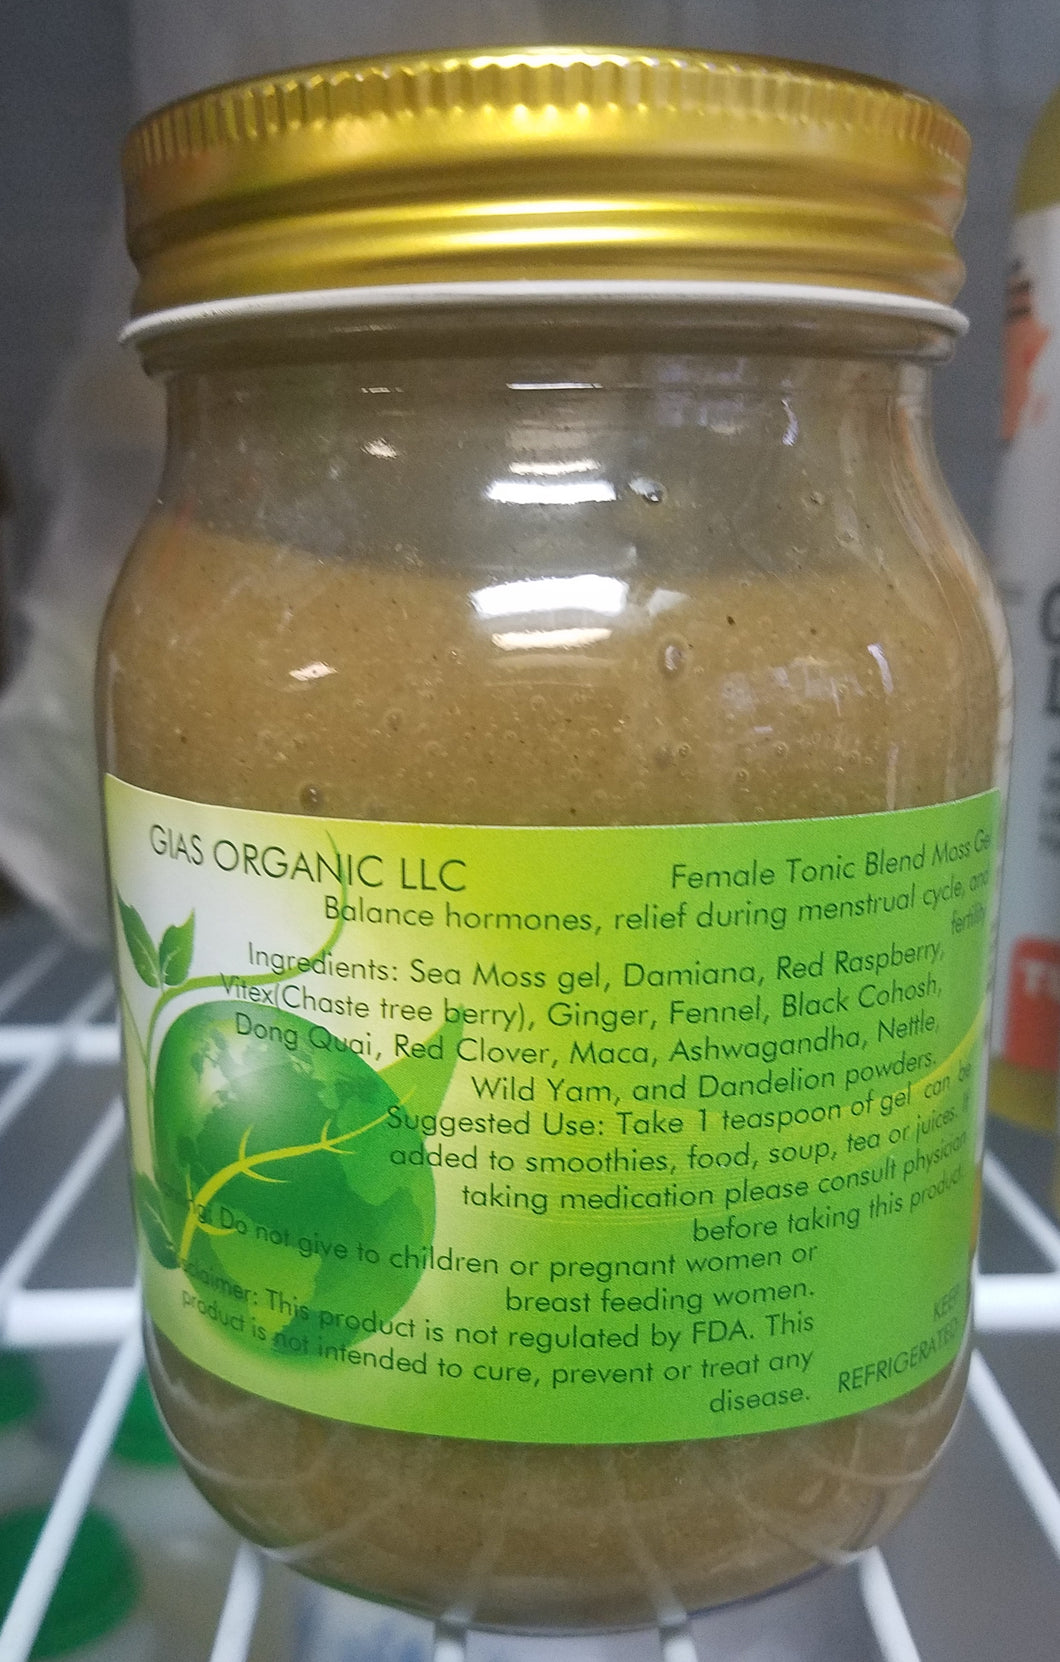 GIAS ORGANIC LLC
Female Tonic Blend Moss Gel
Balance hormones, relief during menstrual cycle, and
fertility
Ingredients: Sea Moss gel, Damiana, Red Raspberry,
Vitex(Chaste tree berry), Ginger, Fennel, Black Cohosh,
Dong Quai, Red Clover, Maca, Ashwagandha, Nettle,
Wild Yam, and Dandelion powders.
Suggested Use: Take 1 teaspoon of gel can be
added to smoothies, food, soup, tea or juices. If
taking medication please consult physician
before taking this product.
Do not give to children or pregnant women or
breast feeding women.
Disclaimer: This product is not regulated by FDA. This
product is not intended to cure, prevent or treat any
disease.
KEEP
REFRIGERATED